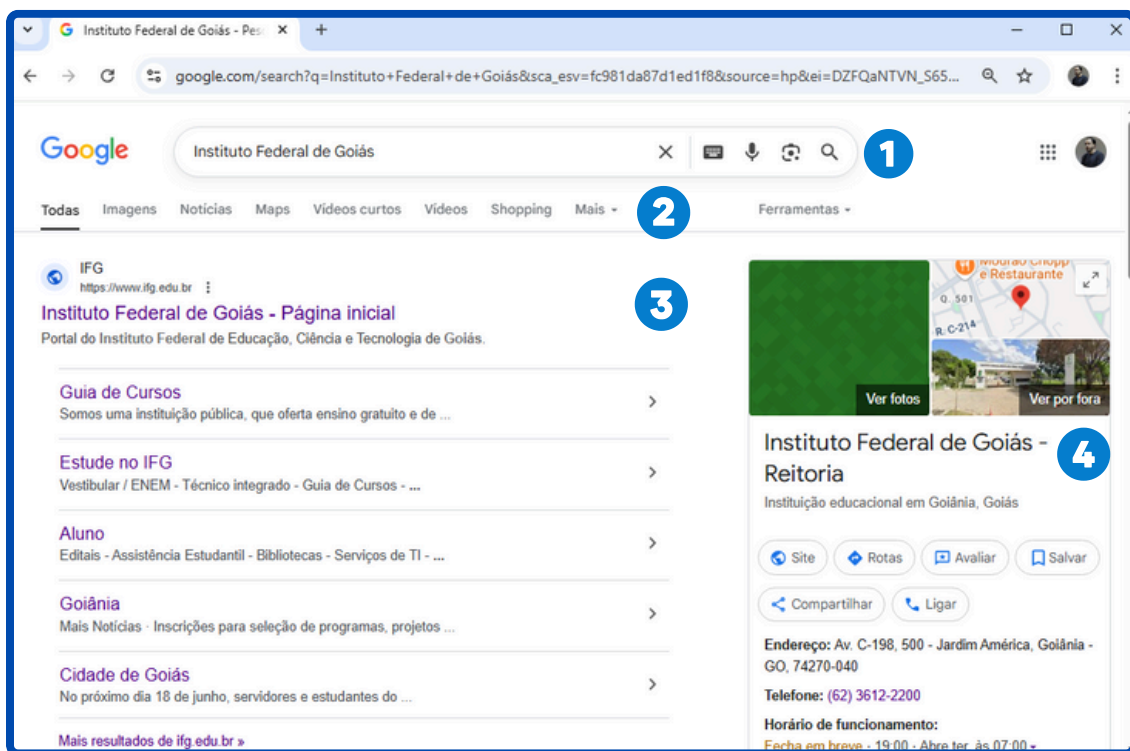 Instituto Federal de Goiás - Pes
google.com/search?q=Instituto+Federal+de+Goiás&sca_esv=fc981da87d1ed1f8&source=hp&ei=DZFQaNTVN_S65...
Google
Instituto Federal de Goiás
1
Todas Imagens Notícias Maps Vídeos curtos Vídeos Shopping Mais
2
Ferramentas
IFG
https://www.ifg.edu.br
3
Instituto Federal de Goiás - Página inicial
Portal do Instituto Federal de Educação, Ciência e Tecnologia de Goiás.
Guia de Cursos
Somos uma instituição pública, que oferta ensino gratuito e de ...
Estude no IFG
Vestibular / ENEM - Técnico integrado - Guia de Cursos - ...
Aluno
Editais - Assistência Estudantil - Bibliotecas - Serviços de TI - ...
Goiânia
Mais Notícias · Inscrições para seleção de programas, projetos ...
Cidade de Goiás
No próximo dia 18 de junho, servidores e estudantes do ...
Mais resultados de ifg.edu.br »
Mourão Chopp
e Restaurante
Q. 501
R. C-214
Ver fotos
Ver por fora
Instituto Federal de Goiás -
Reitoria
4
Instituição educacional em Goiânia, Goiás
Site Rotas Avaliar Salvar
Compartilhar Ligar
Endereço: Av. C-198, 500 - Jardim América, Goiânia -
GO, 74270-040
Telefone: (62) 3612-2200
Horário de funcionamento:
Fecha em breve · 19:00 · Abre ter. às 07:00